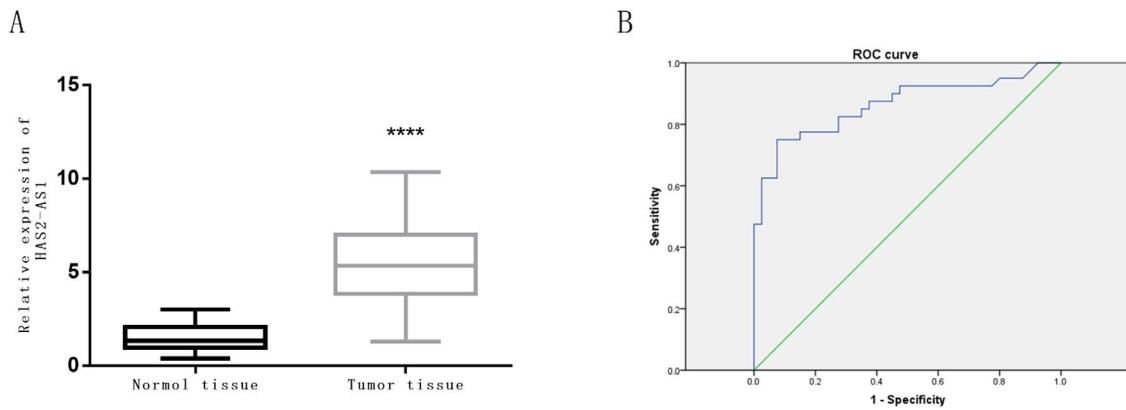 A
Relative expression of
HAS2-AS1
15
10
5
0
****
Normol tissue
Tumor tissue
B
ROC curve
Sensitivity
1.0
0.8
0.6
0.4
0.2
0.0
0.0
0.2
0.4
0.6
0.8
1.0
1 - Specificity